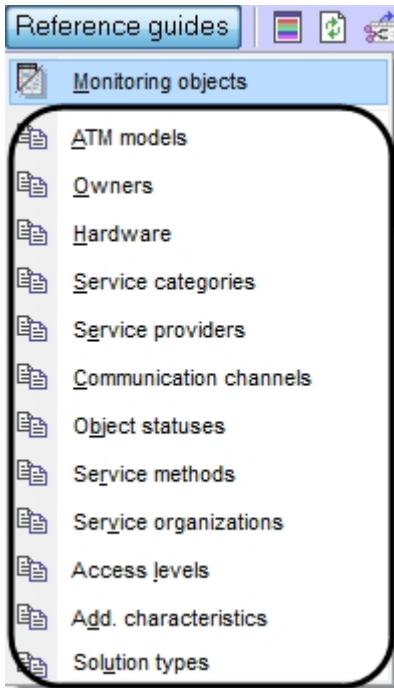 Reference guides
Monitoring objects
ATM models
Owners
Hardware
Service categories
Service providers
Communication channels
Object statuses
Service methods
Service organizations
Access levels
Add. characteristics
Solution types